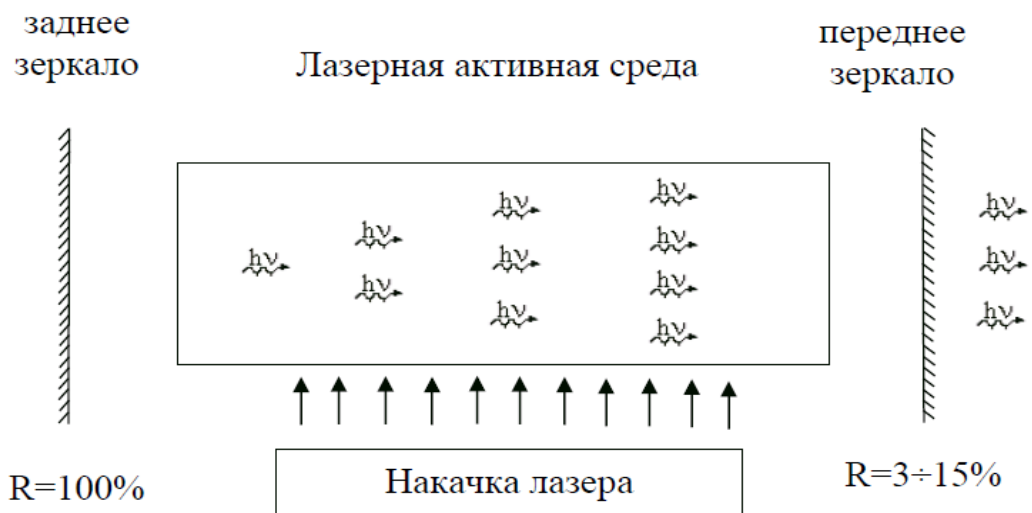 заднее
зеркало
Лазерная активная среда
переднее
зеркало
hν
hν
hν
hν
hν
hν
hν
hν
hν
hν
hν
hν
hν
R=100%
Накачка лазера
R=3÷15%